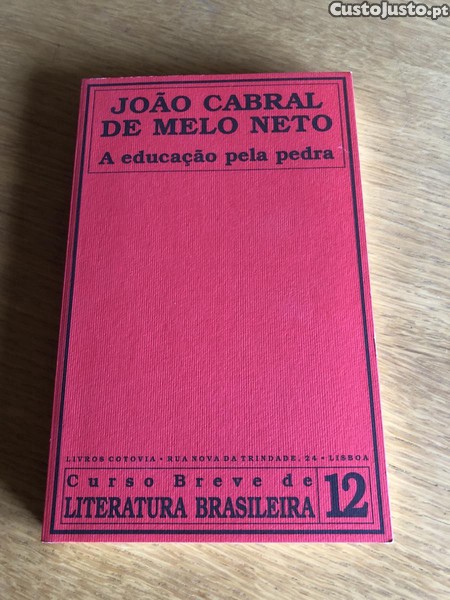 CustoJusto.pt
JOÃO CABRAL
DE MELO NETO
A educação pela pedra
LIVROS COTOVIA • RUA NOVA DA TRINDADE, 24 • LISBOA
Curso Breve de
LITERATURA BRASILEIRA 12